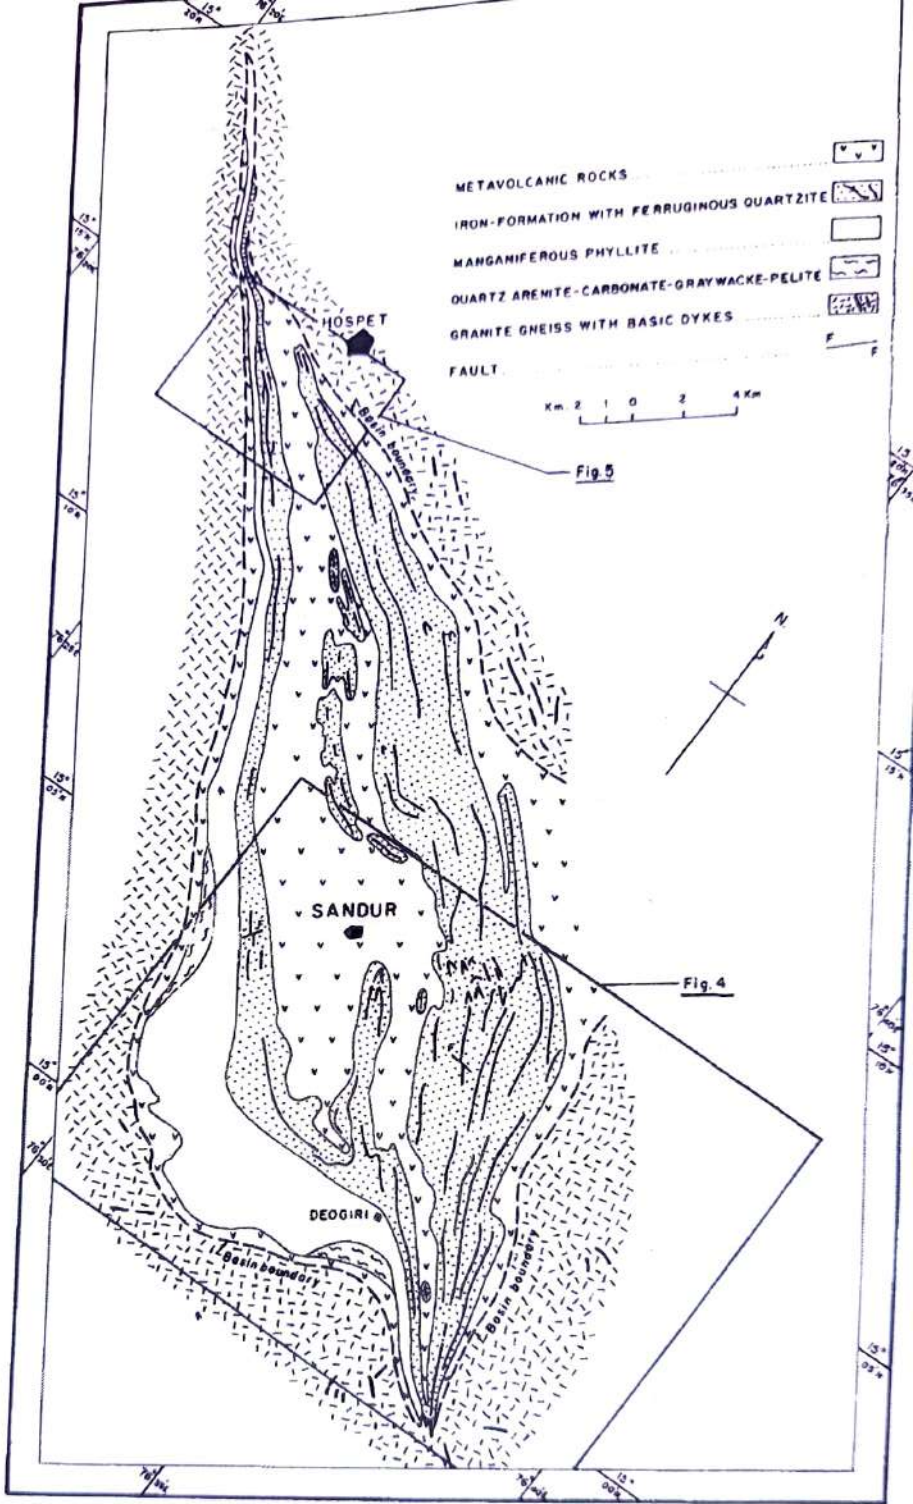 METAVOLCANIC ROCKS
IRON-FORMATION WITH FERRUGINOUS QUARTZITE
MANGANIFEROUS PHYLLITE
QUARTZ ARENITE-CARBONATE-GRAYWACKE-PELITE
GRANITE GNEISS WITH BASIC DYKES
FAULT
F
F
Km. 2 1 0 2 4 Km
HOSPET
Basin boundary
Fig.5
N.
SANDUR
Fig.4
DEOGIRI
Basin boundary
Basin boundary